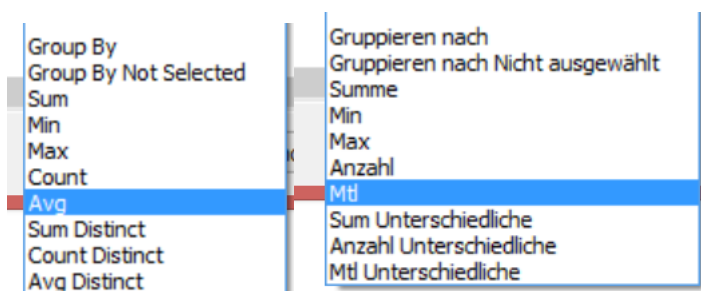 Group By
Group By Not Selected
Sum
Min
Max
Count
Avg
Sum Distinct
Count Distinct
Avg Distinct
Gruppieren nach
Gruppieren nach Nicht ausgewählt
Summe
Min
Max
Anzahl
Mtl
Sum Unterschiedliche
Anzahl Unterschiedliche
Mtl Unterschiedliche